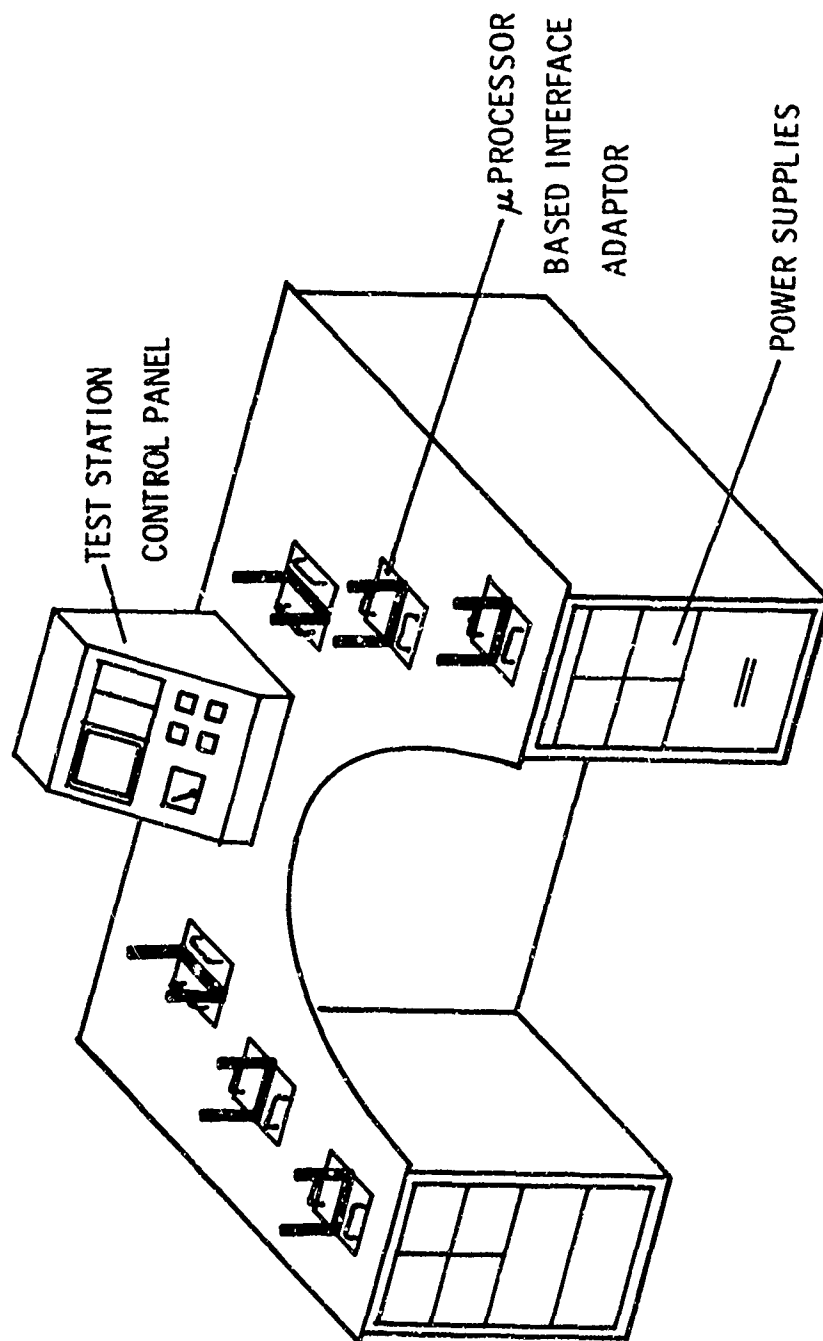 TEST STATION
CONTROL PANEL
μPROCESSOR
BASED INTERFACE
ADAPTOR
POWER SUPPLIES